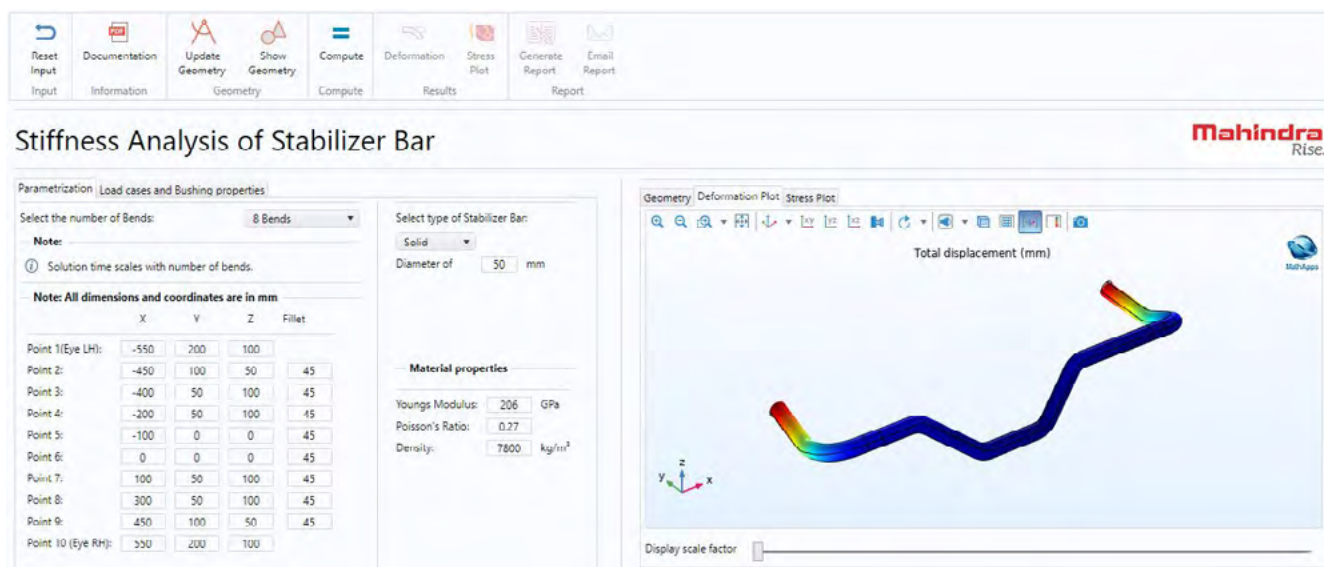 Reset Input
Documentation
Update Geometry
Show Geometry
Compute
Deformation
Stress Plot
Generate Report
Email Report
Input
Information
Geometry
Compute
Results
Report
Stiffness Analysis of Stabilizer Bar
Mahindra
Rise.
Parametrization Load cases and Bushing properties
Select the number of Bends: 8 Bends
Note:
Solution time scales with number of bends.
Note: All dimensions and coordinates are in mm
X Y Z Fillet
Point 1(Eye LH): -550 200 100
Point 2: -450 100 50 45
Point 3: -400 50 100 45
Point 4: -200 50 100 45
Point 5: -100 0 0 45
Point 6: 0 0 0 45
Point 7: 100 50 100 45
Point 8: 300 50 100 45
Point 9: 450 100 50 45
Point 10 (Eye RH): 550 200 100
Select type of Stabilizer Bar:
Solid
Diameter of 50 mm
Material properties
Youngs Modulus: 206 GPa
Poisson's Ratio: 0.27
Density: 7800 kg/m³
Geometry Deformation Plot Stress Plot
Total displacement (mm)
MathApps
z
y x
Display scale factor